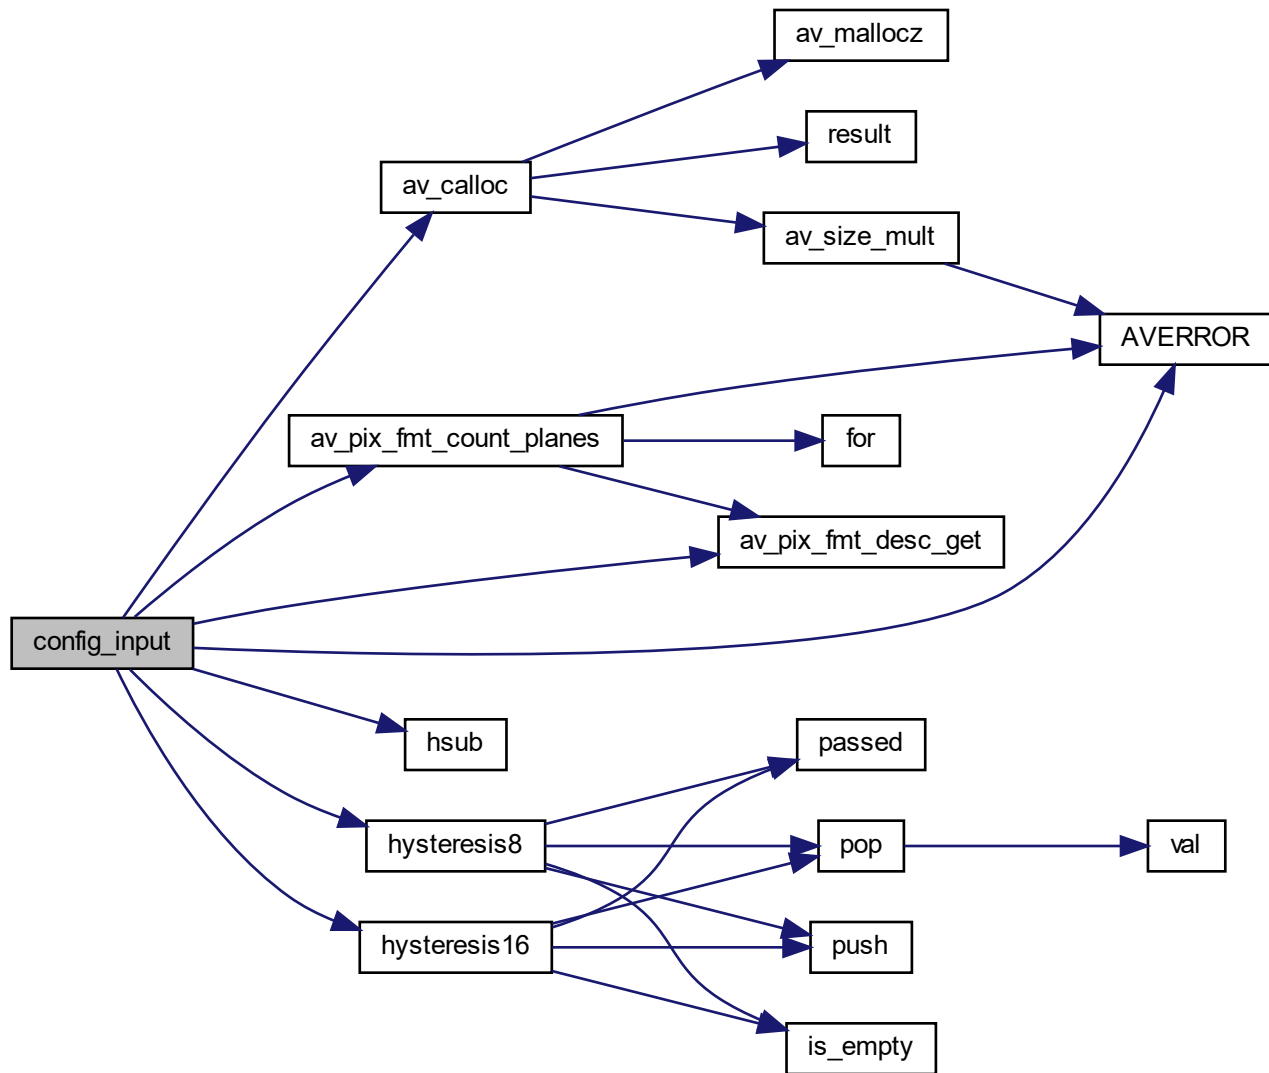 av_mallocz
result
av_calloc
av_size_mult
AVERROR
av_pix_fmt_count_planes
for
av_pix_fmt_desc_get
config_input
hsub
passed
hysteresis8
pop
val
hysteresis16
push
is_empty